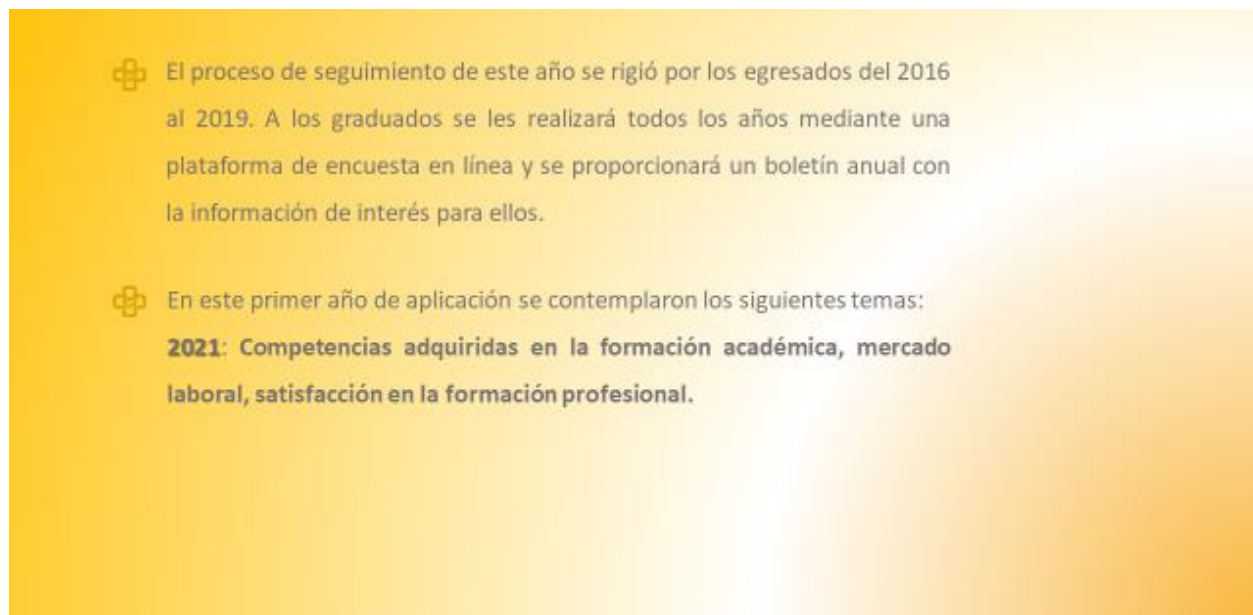 El proceso de seguimiento de este año se rigió por los egresados del 2016
al 2019. A los graduados se les realizará todos los años mediante una
plataforma de encuesta en línea y se proporcionará un boletín anual con
la información de interés para ellos.
En este primer año de aplicación se contemplaron los siguientes temas:
2021: Competencias adquiridas en la formación académica, mercado
laboral, satisfacción en la formación profesional.